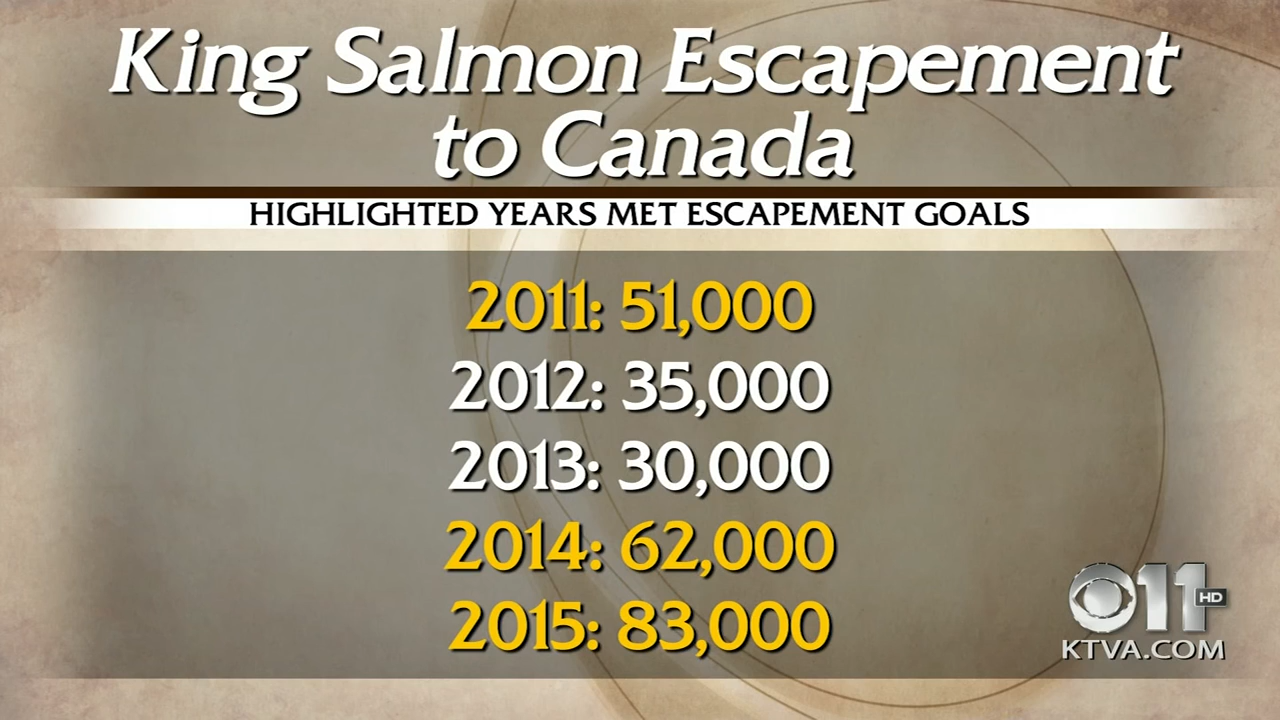 King Salmon Escapement
to Canada
HIGHLIGHTED YEARS MET ESCAPEMENT GOALS
2011: 51,000
2012: 35,000
2013: 30,000
2014: 62,000
2015: 83,000
11 HD
KTVA.COM